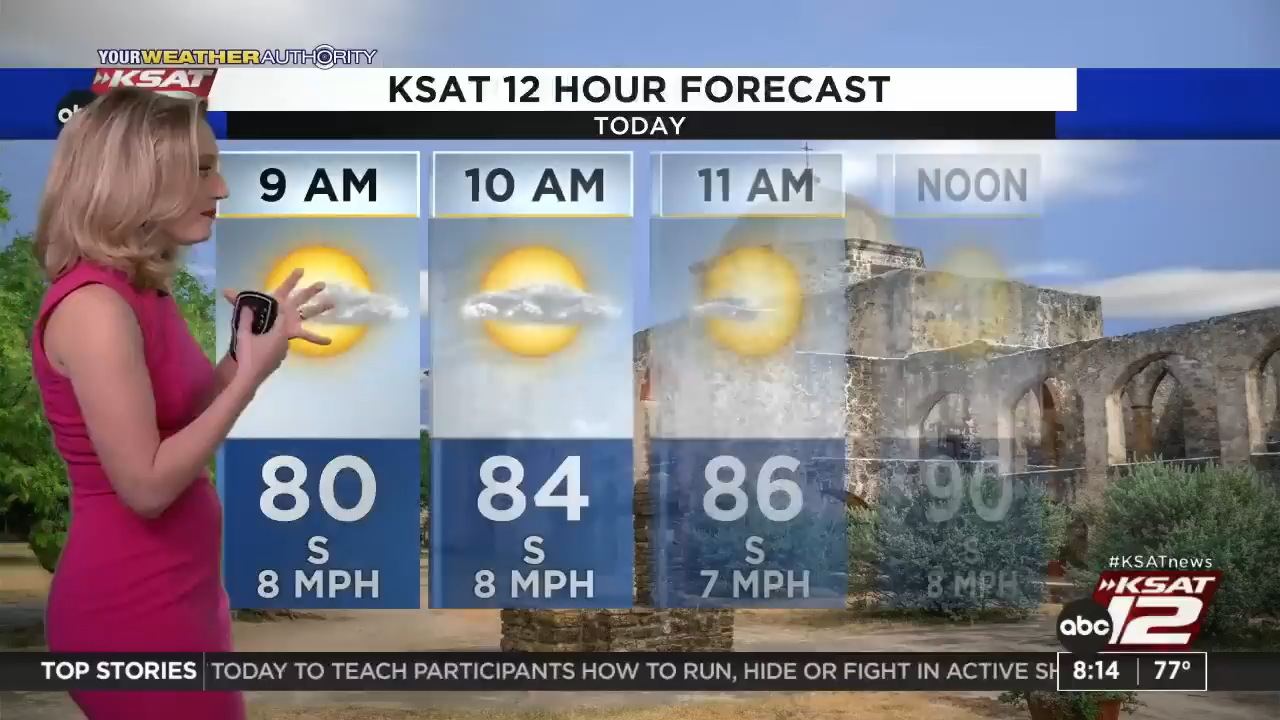 YOUR WEATHER AUTHORITY
KSAT
KSAT 12 HOUR FORECAST
TODAY
9 AM
10 AM
11 AM
NOON
80
84
86
90
S
S
S
S
8 MPH
8 MPH
7 MPH
8 MPH
#KSATnews
KSAT
abc 12
TOP STORIES
TODAY TO TEACH PARTICIPANTS HOW TO RUN, HIDE OR FIGHT IN ACTIVE
8:14
77°